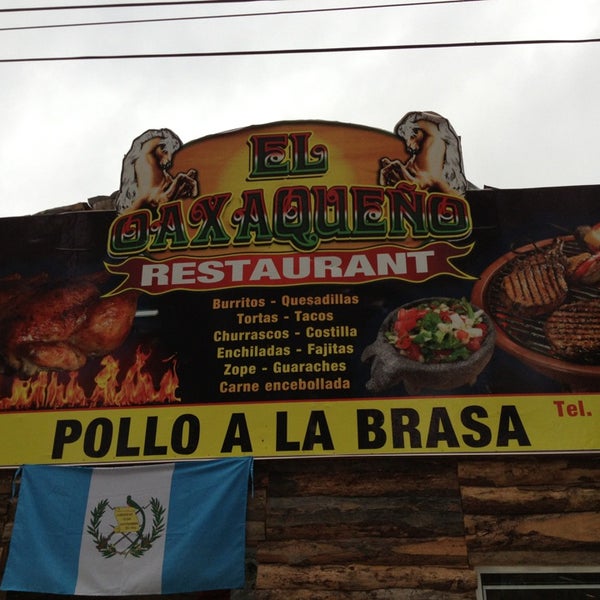 EL
OAXAQUEÑO
RESTAURANT
Burritos - Quesadillas
Tortas - Tacos
Churrascos - Costilla
Enchiladas - Fajitas
Zope - Guaraches
Carne encebollada
POLLO A LA BRASA
Tel.